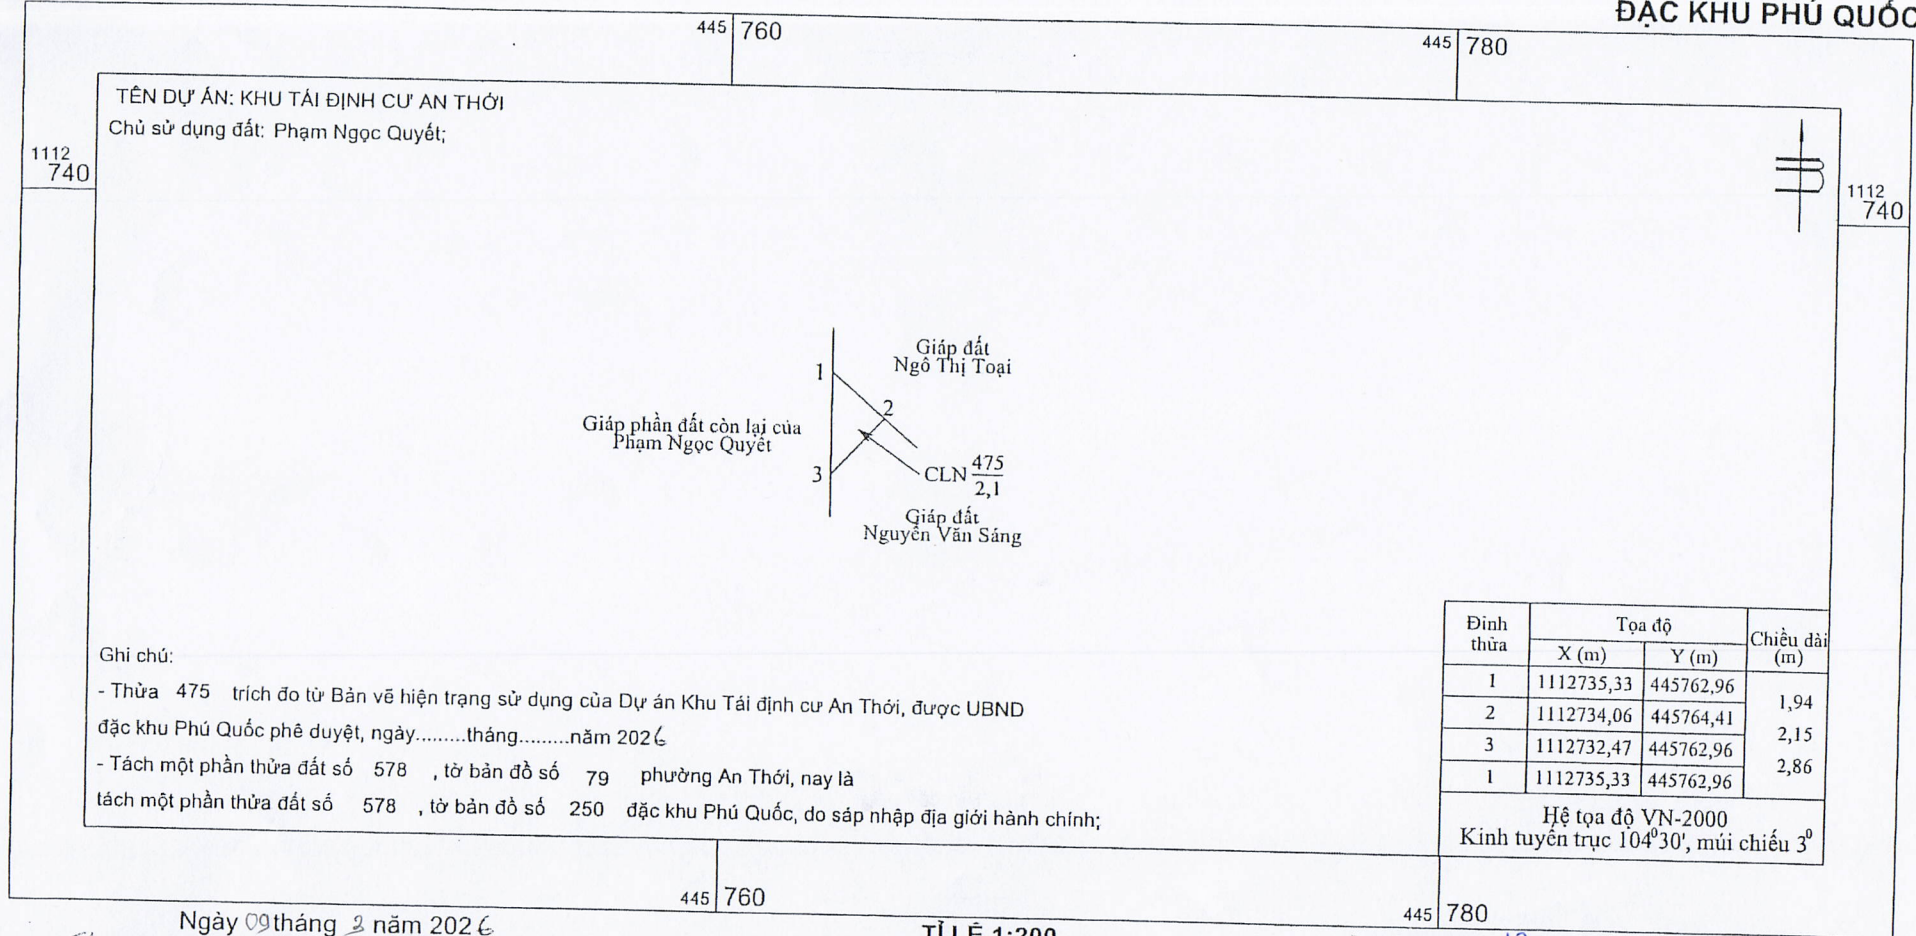 ĐẶC KHU PHÚ QUỐC
445 760
445 780
TÊN DỰ ÁN: KHU TÁI ĐỊNH CƯ AN THỚI
Chủ sử dụng đất: Phạm Ngọc Quyết;
1112
740
1112
740
Giáp đất
Ngô Thị Toại
1
2
Giáp phần đất còn lại của
Phạm Ngọc Quyết
3
CLN 475
2,1
Giáp đất
Nguyễn Văn Sáng
Đỉnh thửa Tọa độ Chiều dài (m)
X (m) Y (m)
1 1112735,33 445762,96
1,94
2 1112734,06 445764,41
2,15
3 1112732,47 445762,96
2,86
1 1112735,33 445762,96
Hệ tọa độ VN-2000
Kinh tuyến trục 104⁰30', múi chiếu 3⁰
Ghi chú:
- Thửa 475 trích đo từ Bản vẽ hiện trạng sử dụng của Dự án Khu Tái định cư An Thới, được UBND
đặc khu Phú Quốc phê duyệt, ngày.........tháng.........năm 2026
- Tách một phần thửa đất số 578 , tờ bản đồ số 79 phường An Thới, nay là
tách một phần thửa đất số 578 , tờ bản đồ số 250 đặc khu Phú Quốc, do sáp nhập địa giới hành chính;
445 760
445 780
Ngày 09 tháng 3 năm 2026
TỈ LỆ 1:200